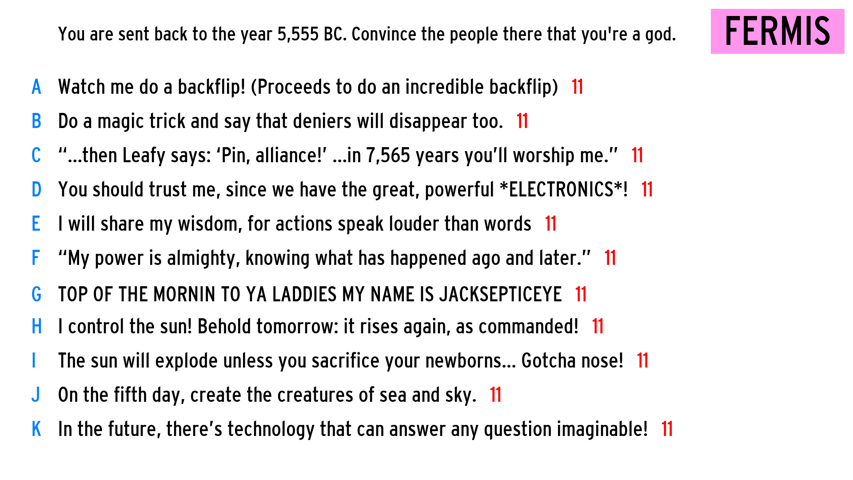 You are sent back to the year 5,555 BC. Convince the people there that you're a god.
FERMIS
A Watch me do a backflip! (Proceeds to do an incredible backflip) 11
B Do a magic trick and say that deniers will disappear too. 11
C “...then Leafy says: ‘Pin, alliance!’ ...in 7,565 years you’ll worship me.” 11
D You should trust me, since we have the great, powerful *ELECTRONICS*! 11
E I will share my wisdom, for actions speak louder than words 11
F “My power is almighty, knowing what has happened ago and later.” 11
G TOP OF THE MORNIN TO YA LADDIES MY NAME IS JACKSEPTICEYE 11
H I control the sun! Behold tomorrow: it rises again, as commanded! 11
I The sun will explode unless you sacrifice your newborns... Gotcha nose! 11
J On the fifth day, create the creatures of sea and sky. 11
K In the future, there’s technology that can answer any question imaginable! 11